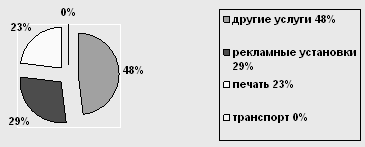 0%
23%
48%
29%
другие услуги 48%
рекламные установки
29%
печать 23%
транспорт 0%